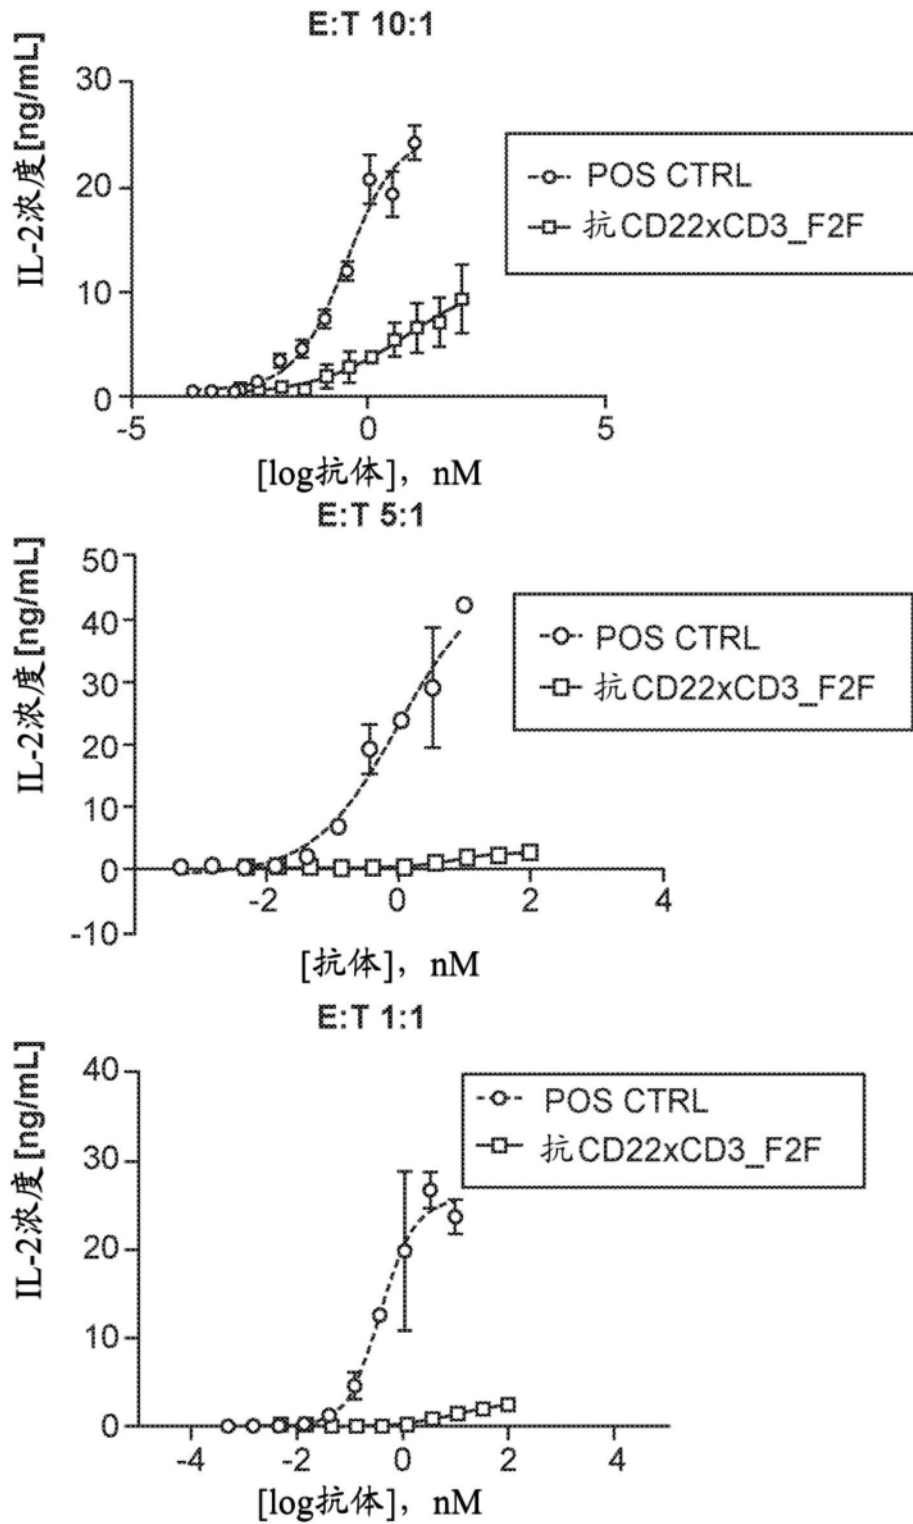 E:T 10:1
IL-2浓度[ng/mL]
30
20
10
0
-5
0
5
[log抗体], nM
POS CTRL
抗CD22xCD3_F2F
E:T 5:1
IL-2浓度[ng/mL]
50
40
30
20
10
0
-10
-2
0
2
4
[抗体], nM
POS CTRL
抗CD22xCD3_F2F
E:T 1:1
IL-2浓度[ng/mL]
40
30
20
10
0
-4
-2
0
2
[log抗体], nM
POS CTRL
抗CD22xCD3_F2F